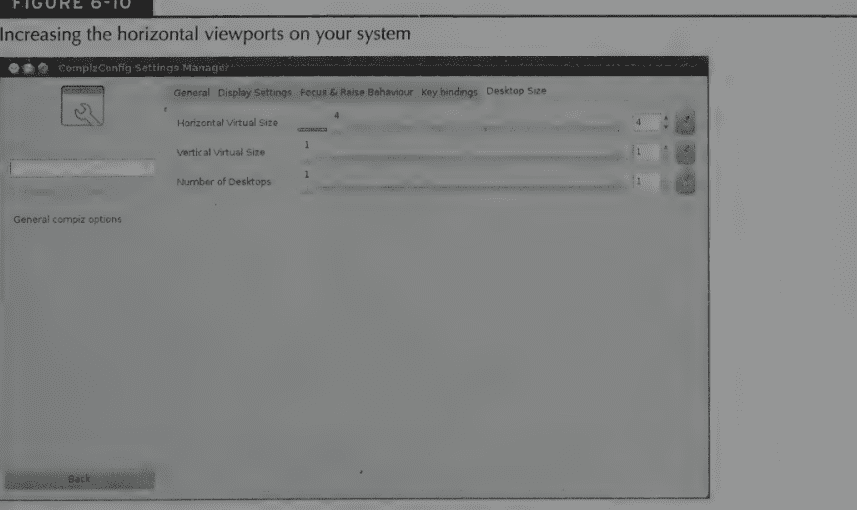 FIGURE 6-10
Increasing the horizontal viewports on your system
CompizConfig Settings Manager
General Display Settings Focus & Raise Behaviour Key bindings Desktop Size
Horizontal Virtual Size 4 4
Vertical Virtual Size 1 1
Number of Desktops 1 1
General compiz options
Back